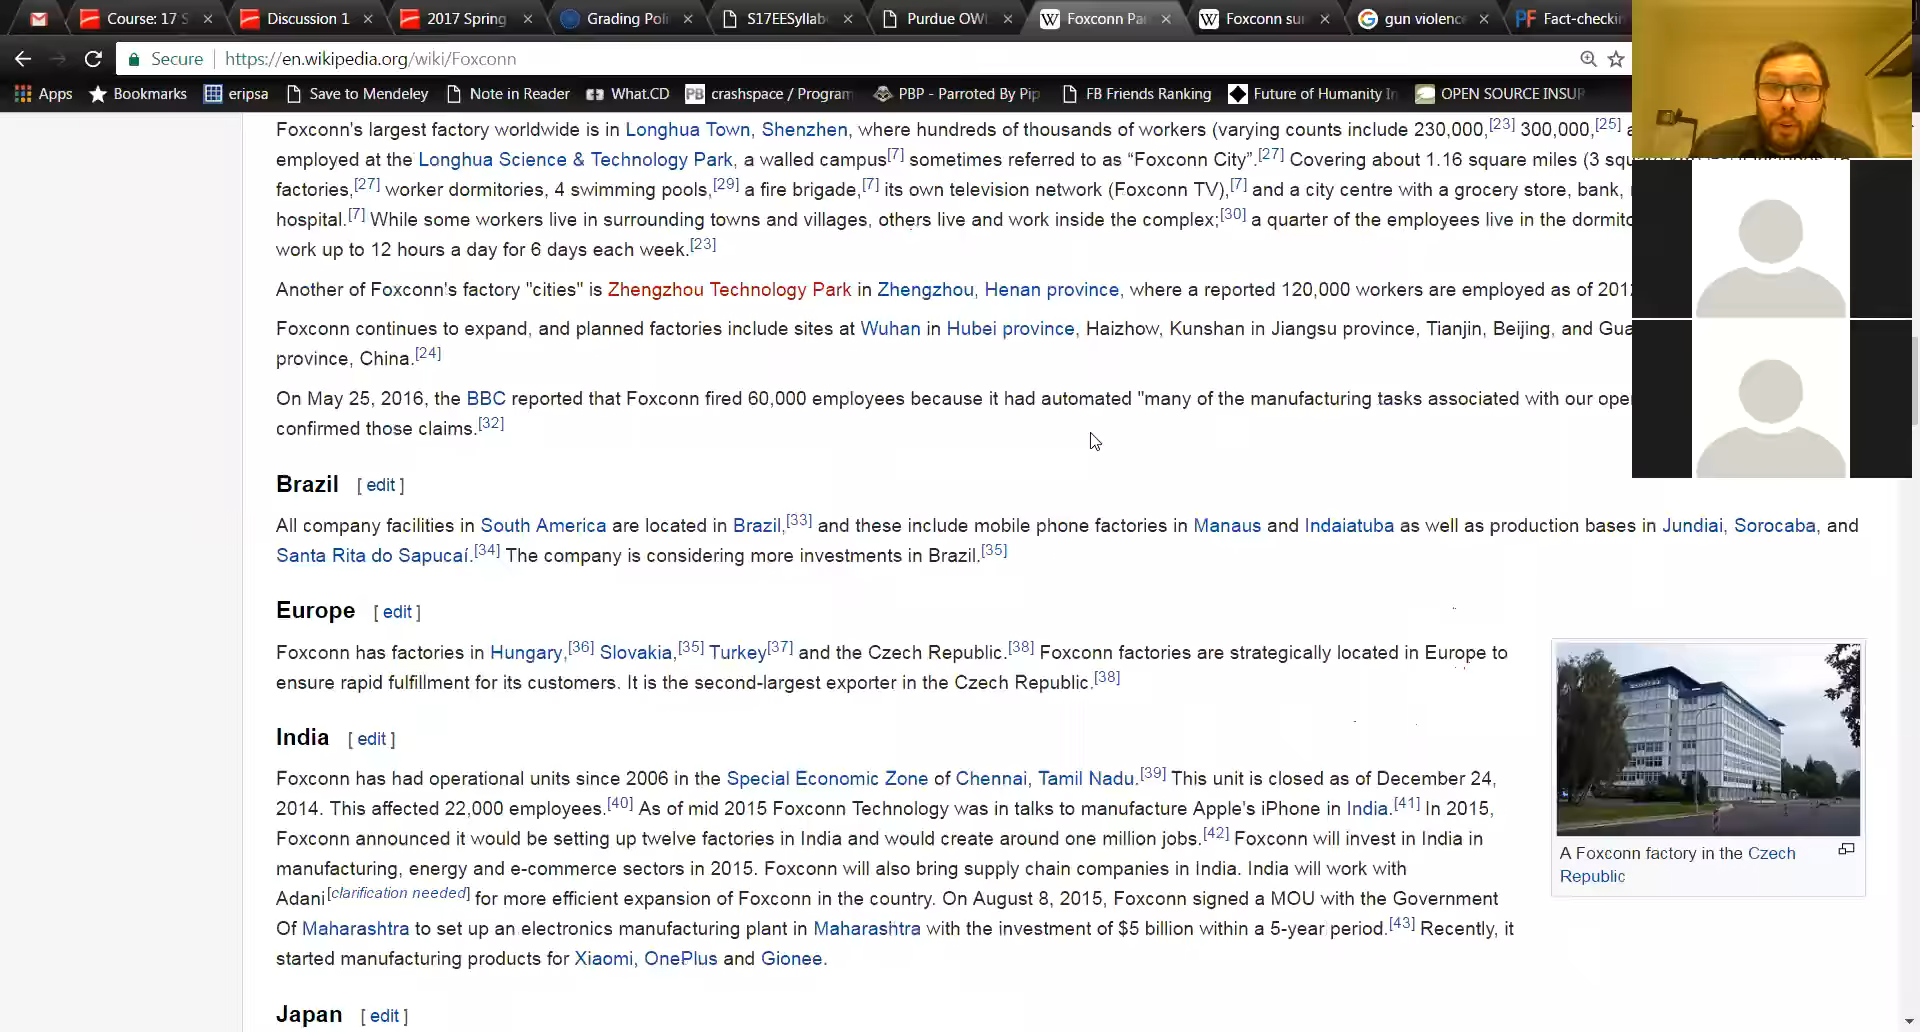 Course: 17 S
Discussion 1
2017 Spring
Grading Poli
S17EESyllab
Purdue OWL
Foxconn Pa
Foxconn sui
gun violence
Fact-checkin
Secure https://en.wikipedia.org/wiki/Foxconn
Apps Bookmarks eripsa Save to Mendeley Note in Reader What.CD crashspace / Program PBP - Parroted By Pip FB Friends Ranking Future of Humanity In OPEN SOURCE INSUR
Foxconn's largest factory worldwide is in Longhua Town, Shenzhen, where hundreds of thousands of workers (varying counts include 230,000,[23] 300,000,[25] a
employed at the Longhua Science & Technology Park, a walled campus[7] sometimes referred to as “Foxconn City”.[27] Covering about 1.16 square miles (3 squ
factories,[27] worker dormitories, 4 swimming pools,[29] a fire brigade,[7] its own television network (Foxconn TV),[7] and a city centre with a grocery store, bank,
hospital.[7] While some workers live in surrounding towns and villages, others live and work inside the complex;[30] a quarter of the employees live in the dormito
work up to 12 hours a day for 6 days each week.[23]
Another of Foxconn's factory "cities" is Zhengzhou Technology Park in Zhengzhou, Henan province, where a reported 120,000 workers are employed as of 2012
Foxconn continues to expand, and planned factories include sites at Wuhan in Hubei province, Haizhow, Kunshan in Jiangsu province, Tianjin, Beijing, and Gua
province, China.[24]
On May 25, 2016, the BBC reported that Foxconn fired 60,000 employees because it had automated "many of the manufacturing tasks associated with our oper
confirmed those claims.[32]
Brazil [ edit ]
All company facilities in South America are located in Brazil,[33] and these include mobile phone factories in Manaus and Indaiatuba as well as production bases in Jundiai, Sorocaba, and
Santa Rita do Sapucaí.[34] The company is considering more investments in Brazil.[35]
Europe [ edit ]
Foxconn has factories in Hungary,[36] Slovakia,[35] Turkey[37] and the Czech Republic.[38] Foxconn factories are strategically located in Europe to
ensure rapid fulfillment for its customers. It is the second-largest exporter in the Czech Republic.[38]
India [ edit ]
Foxconn has had operational units since 2006 in the Special Economic Zone of Chennai, Tamil Nadu.[39] This unit is closed as of December 24,
2014. This affected 22,000 employees.[40] As of mid 2015 Foxconn Technology was in talks to manufacture Apple's iPhone in India.[41] In 2015,
Foxconn announced it would be setting up twelve factories in India and would create around one million jobs.[42] Foxconn will invest in India in
manufacturing, energy and e-commerce sectors in 2015. Foxconn will also bring supply chain companies in India. India will work with
Adani[clarification needed] for more efficient expansion of Foxconn in the country. On August 8, 2015, Foxconn signed a MOU with the Government
Of Maharashtra to set up an electronics manufacturing plant in Maharashtra with the investment of $5 billion within a 5-year period.[43] Recently, it
started manufacturing products for Xiaomi, OnePlus and Gionee.
A Foxconn factory in the Czech
Republic
Japan [ edit ]